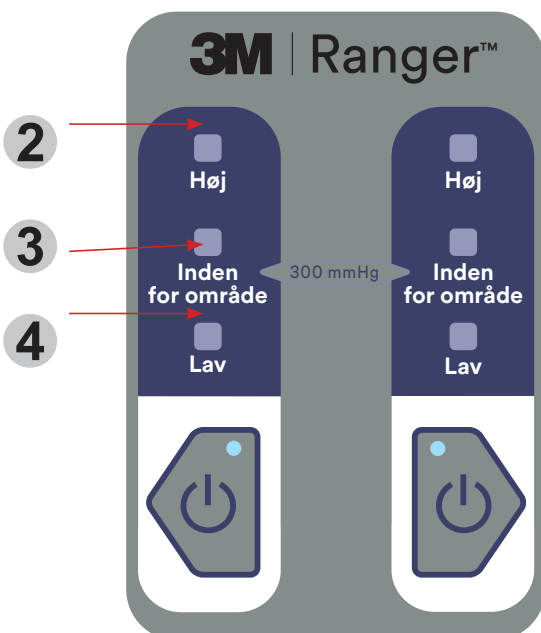 3M Ranger™
2
Høj
Høj
3
Inden
for område
300 mmHg
Inden
for område
4
Lav
Lav